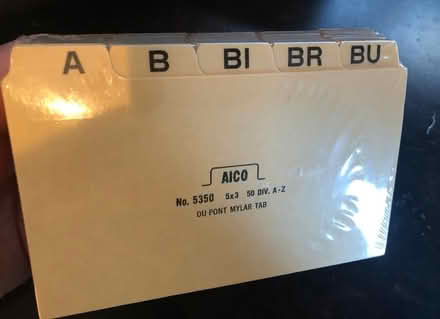 A B BI BR BU
AICO
No. 5350 5x3 50 DIV. A-Z
DU PONT MYLAR TAB